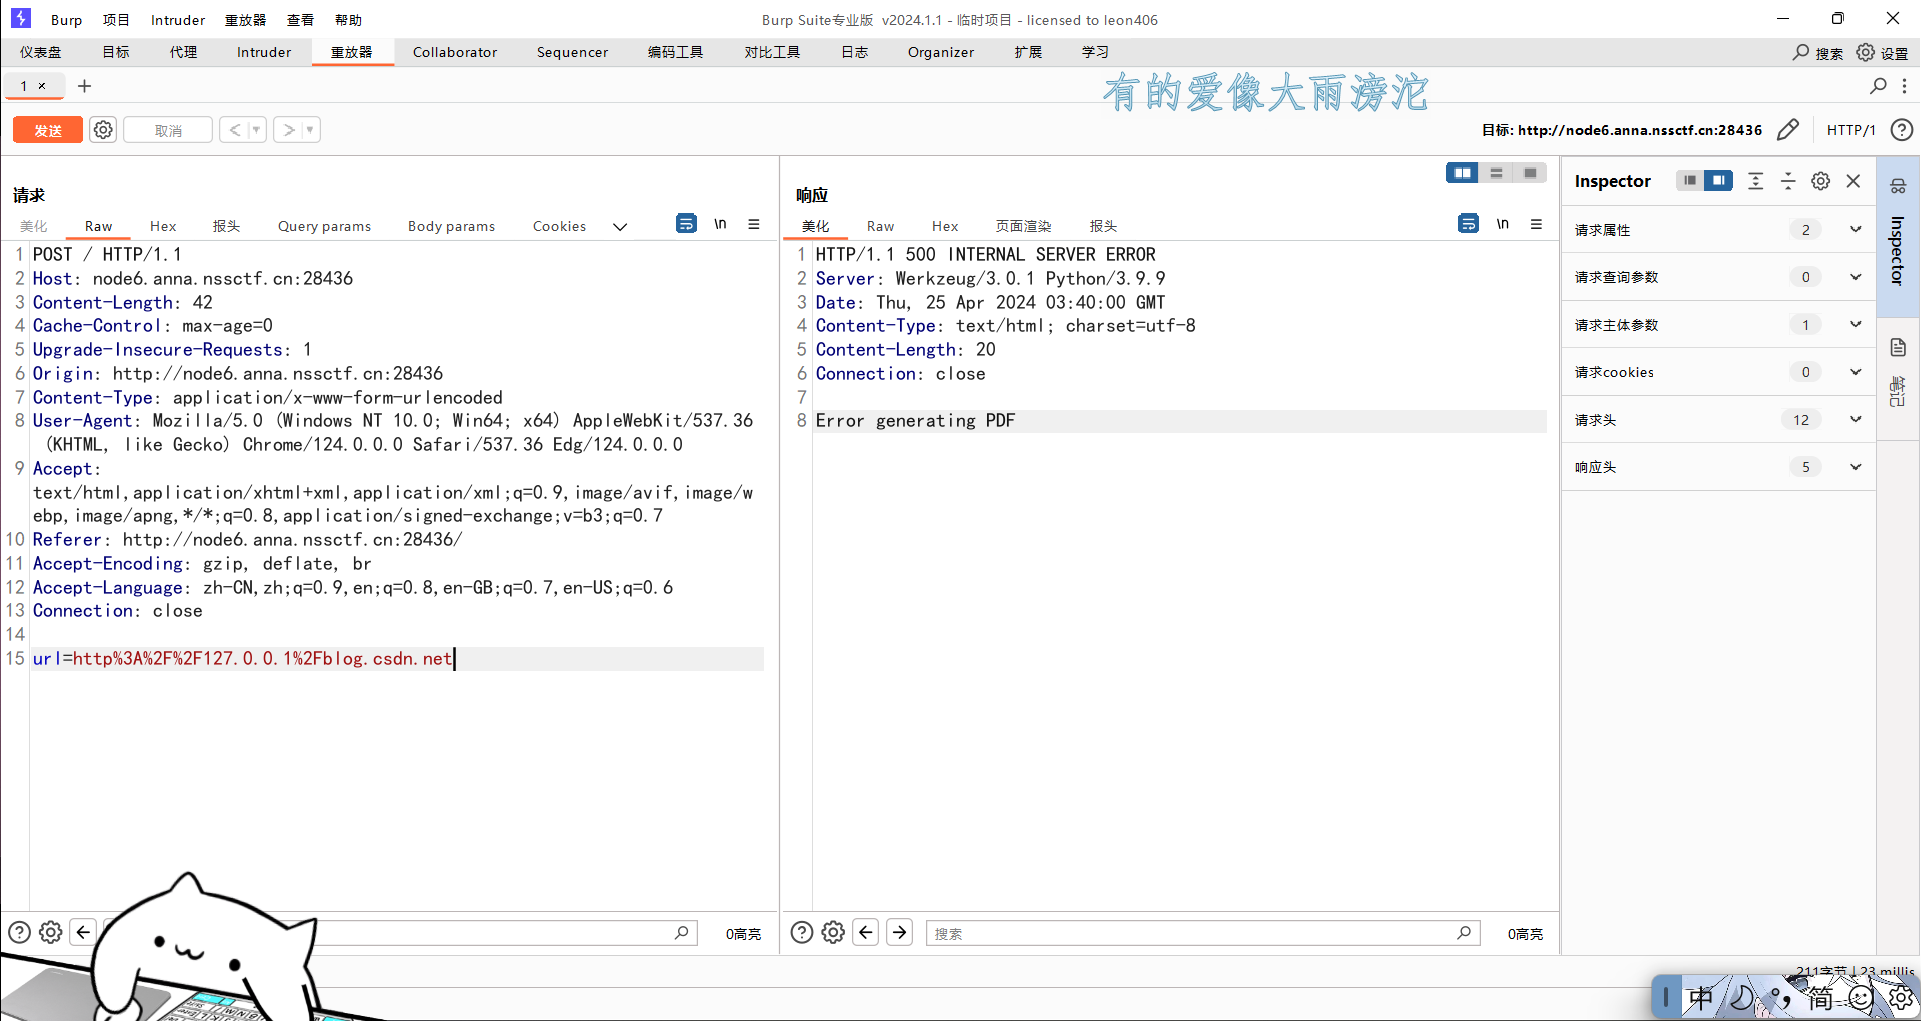 Burp 项目 Intruder 重放器 查看 帮助 Burp Suite专业版 v2024.1.1 - 临时项目 - licensed to leon406
仪表盘 目标 代理 Intruder 重放器 Collaborator Sequencer 编码工具 对比工具 日志 Organizer 扩展 学习 搜索 设置
1 ×
有的爱像大雨滂沱
发送 取消 < > 目标: http://node6.anna.nssctf.cn:28436 HTTP/1
请求
美化 Raw Hex 报头 Query params Body params Cookies \n
1 POST / HTTP/1.1
2 Host: node6.anna.nssctf.cn:28436
3 Content-Length: 42
4 Cache-Control: max-age=0
5 Upgrade-Insecure-Requests: 1
6 Origin: http://node6.anna.nssctf.cn:28436
7 Content-Type: application/x-www-form-urlencoded
8 User-Agent: Mozilla/5.0 (Windows NT 10.0; Win64; x64) AppleWebKit/537.36
(KHTML, like Gecko) Chrome/124.0.0.0 Safari/537.36 Edg/124.0.0.0
9 Accept:
text/html,application/xhtml+xml,application/xml;q=0.9,image/avif,image/w
ebp,image/apng,*/*;q=0.8,application/signed-exchange;v=b3;q=0.7
10 Referer: http://node6.anna.nssctf.cn:28436/
11 Accept-Encoding: gzip, deflate, br
12 Accept-Language: zh-CN,zh;q=0.9,en;q=0.8,en-GB;q=0.7,en-US;q=0.6
13 Connection: close
14
15 url=http%3A%2F%2F127.0.0.1%2Fblog.csdn.net
0高亮
响应
美化 Raw Hex 页面渲染 报头 \n
1 HTTP/1.1 500 INTERNAL SERVER ERROR
2 Server: Werkzeug/3.0.1 Python/3.9.9
3 Date: Thu, 25 Apr 2024 03:40:00 GMT
4 Content-Type: text/html; charset=utf-8
5 Content-Length: 20
6 Connection: close
7
8 Error generating PDF
搜索 0高亮
Inspector
请求属性 2
请求查询参数 0
请求主体参数 1
请求cookies 0
请求头 12
响应头 5
Inspector
笔记
211字节 | 23 millis
中 简